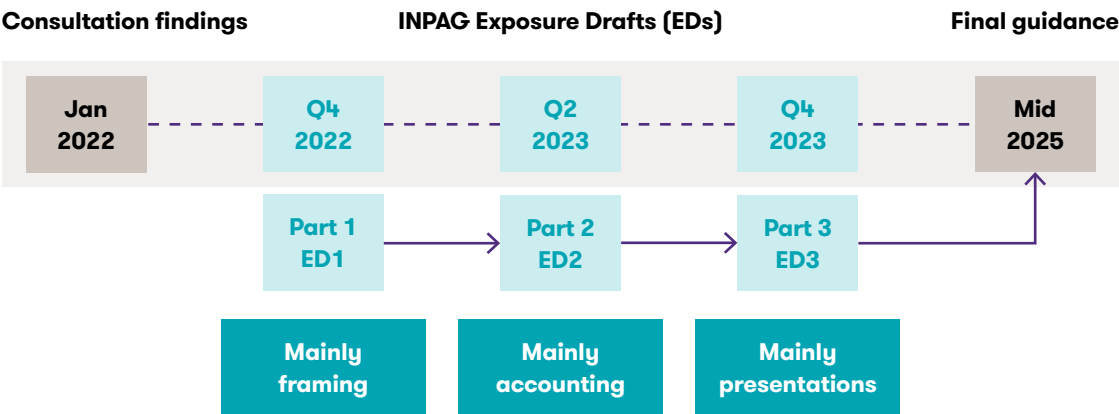 Consultation findings
INPAG Exposure Drafts (EDs)
Final guidance
Jan
2022
Q4
2022
Q2
2023
Q4
2023
Mid
2025
Part 1
ED1
Part 2
ED2
Part 3
ED3
Mainly
framing
Mainly
accounting
Mainly
presentations